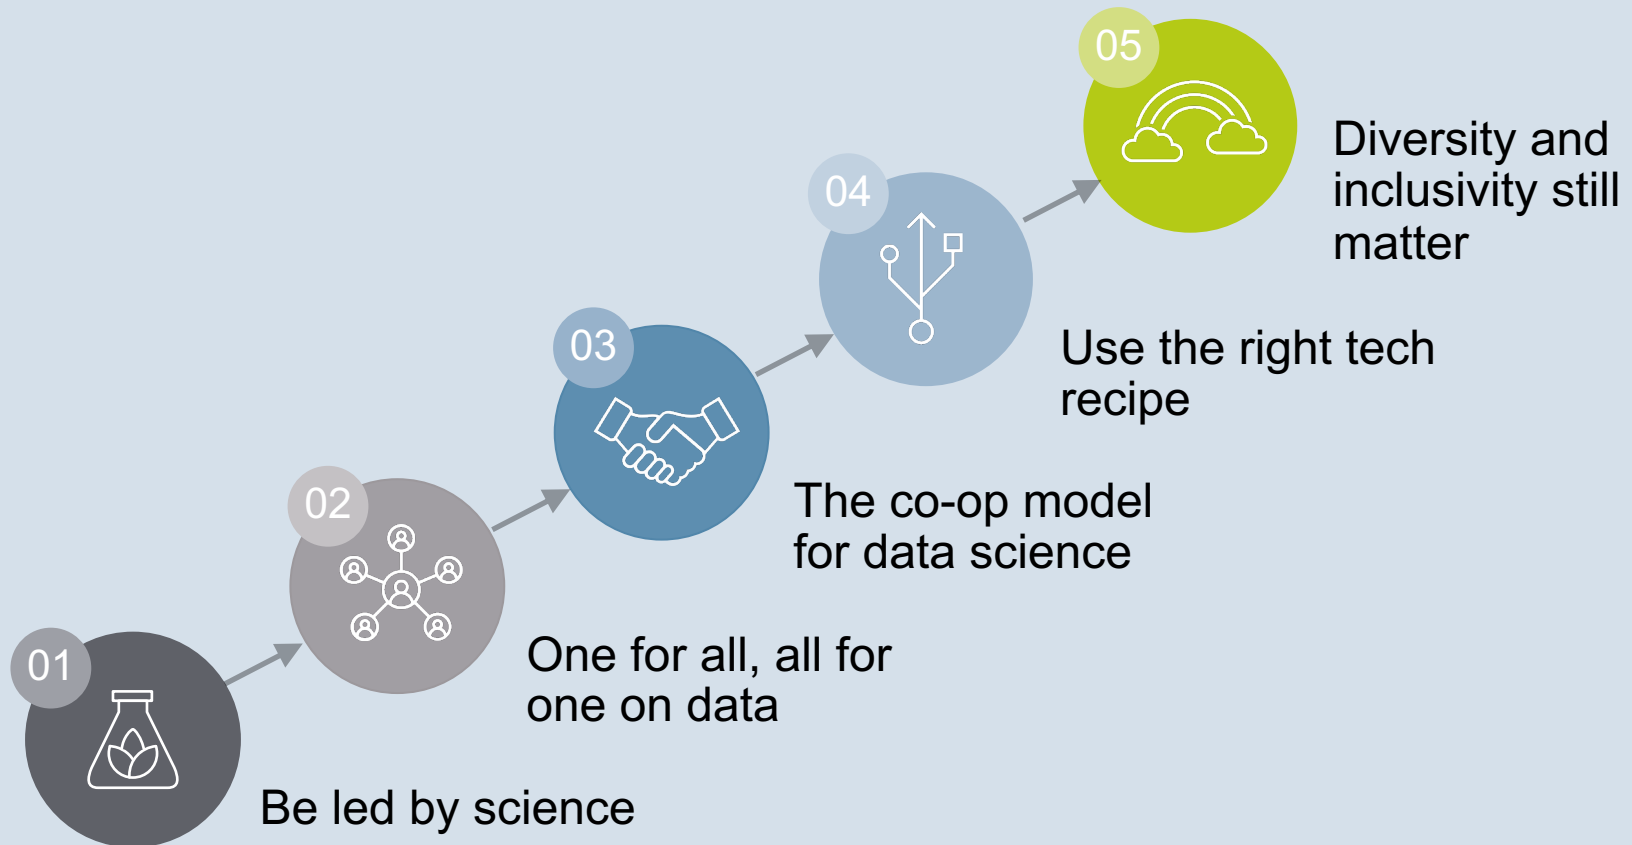 01
Be led by science
02
One for all, all for
one on data
03
The co-op model
for data science
04
Use the right tech
recipe
05
Diversity and
inclusivity still
matter